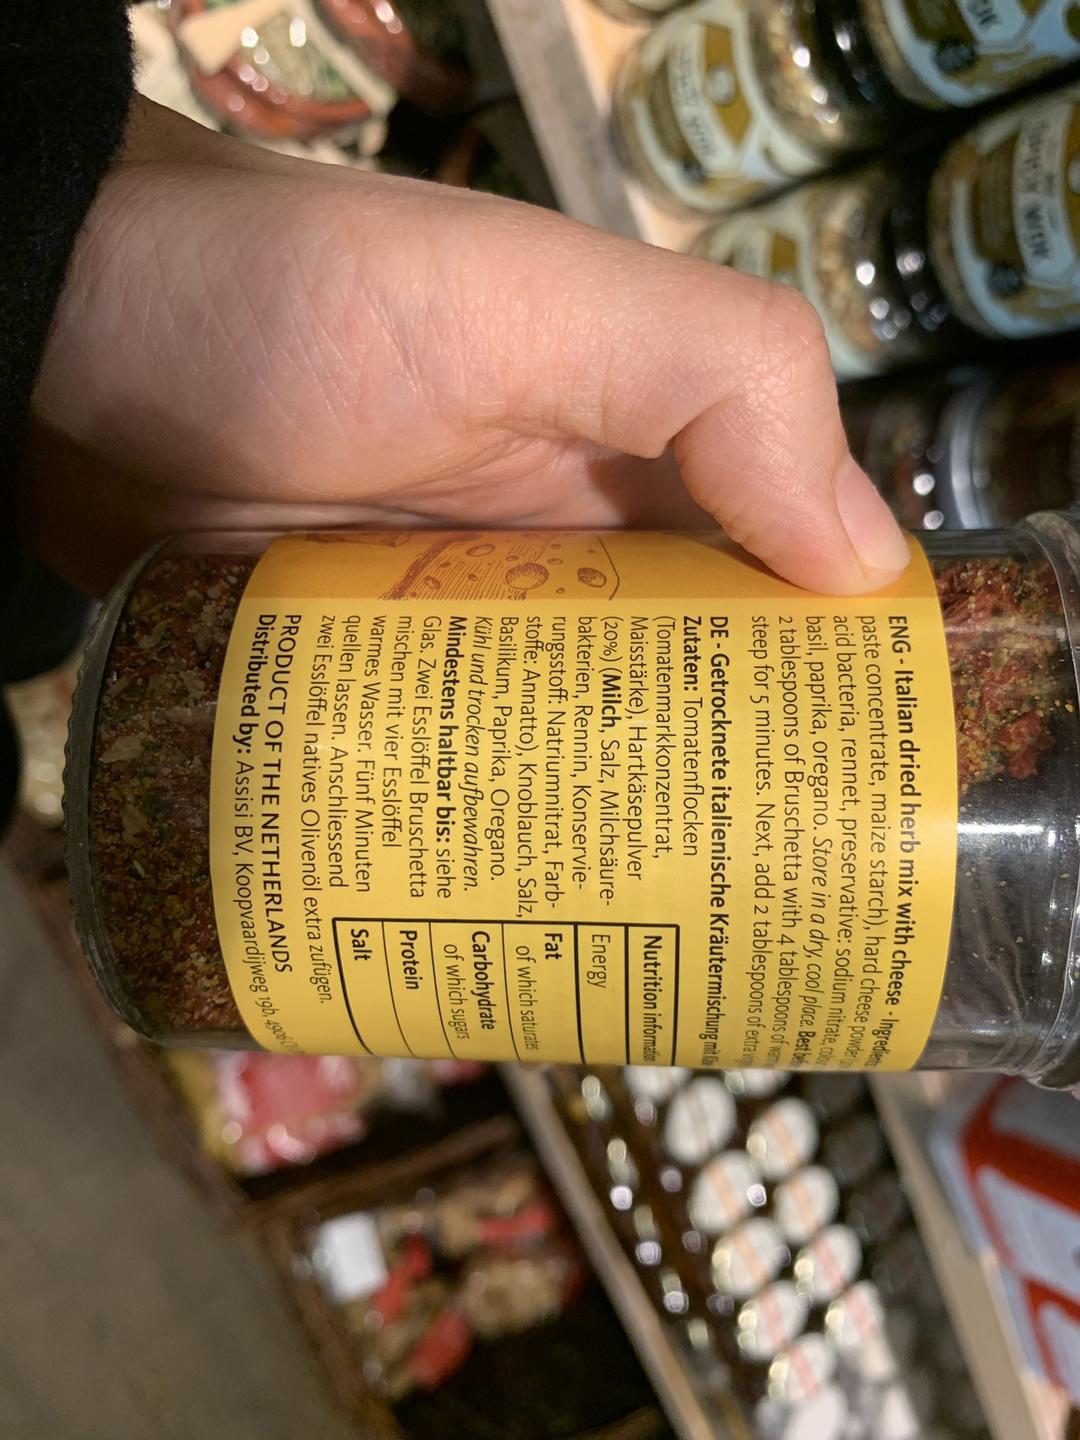 ENG - Italian dried herb mix with cheese - Ingredients
paste concentrate, maize starch), hard cheese powder
acid bacteria, rennet, preservative: sodium nitrate,
basil, paprika, oregano. Store in a dry, cool place. Best
2 tablespoons of Bruschetta with 4 tablespoons of
steep for 5 minutes. Next, add 2 tablespoons of extra
DE - Getrocknete italienische Kräutermischung mit
Zutaten: Tomatenflocken
(Tomatenmarkkonzentrat,
Maisstärke), Hartkäsepulver
(20%) (Milch, Salz, Milchsäure-
bakterien, Rennin, Konservie-
rungsstoff: Natriumnitrat, Farb-
stoffe: Annatto), Knoblauch, Salz,
Basilikum, Paprika, Oregano.
Kühl und trocken aufbewahren.
Mindestens haltbar bis: siehe
Glas. Zwei Esslöffel Bruschetta
mischen mit vier Esslöffel
warmes Wasser. Fünf Minuten
quellen lassen. Anschliessend
zwei Esslöffel natives Olivenöl extra zufügen.
PRODUCT OF THE NETHERLANDS
Distributed by: Assisi BV, Koopvaardijweg 19b, 4906
Nutrition information
Energy
Fat
of which saturates
Carbohydrate
of which sugars
Protein
Salt
WOK